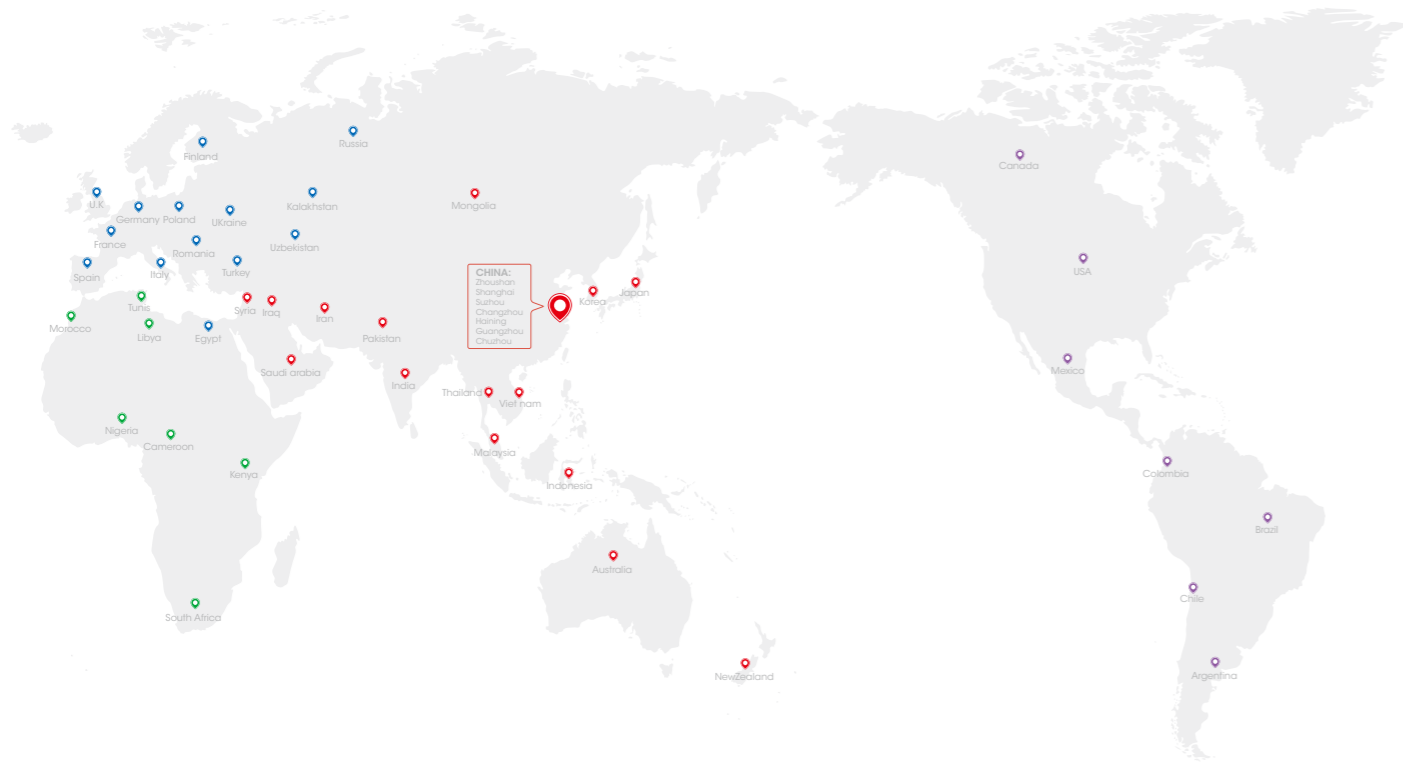 Russia
Finland
Canada
U.K
Germany
Poland
Kalakhstan
Mongolia
UKraine
France
Romania
Uzbekistan
Spain
Italy
Turkey
USA
CHINA:
Zhoushan
Shanghai
Suzhou
Changzhou
Haining
Guangzhou
Chuzhou
Korea
Japan
Tunis
Syria
Iraq
Iran
Morocco
Libya
Egypt
Pakistan
Saudi arabia
India
Thailand
Viet nam
Mexico
Nigeria
Cameroon
Kenya
Malaysia
Indonesia
Colombia
Brazil
Australia
Chile
South Africa
NewZealand
Argentina